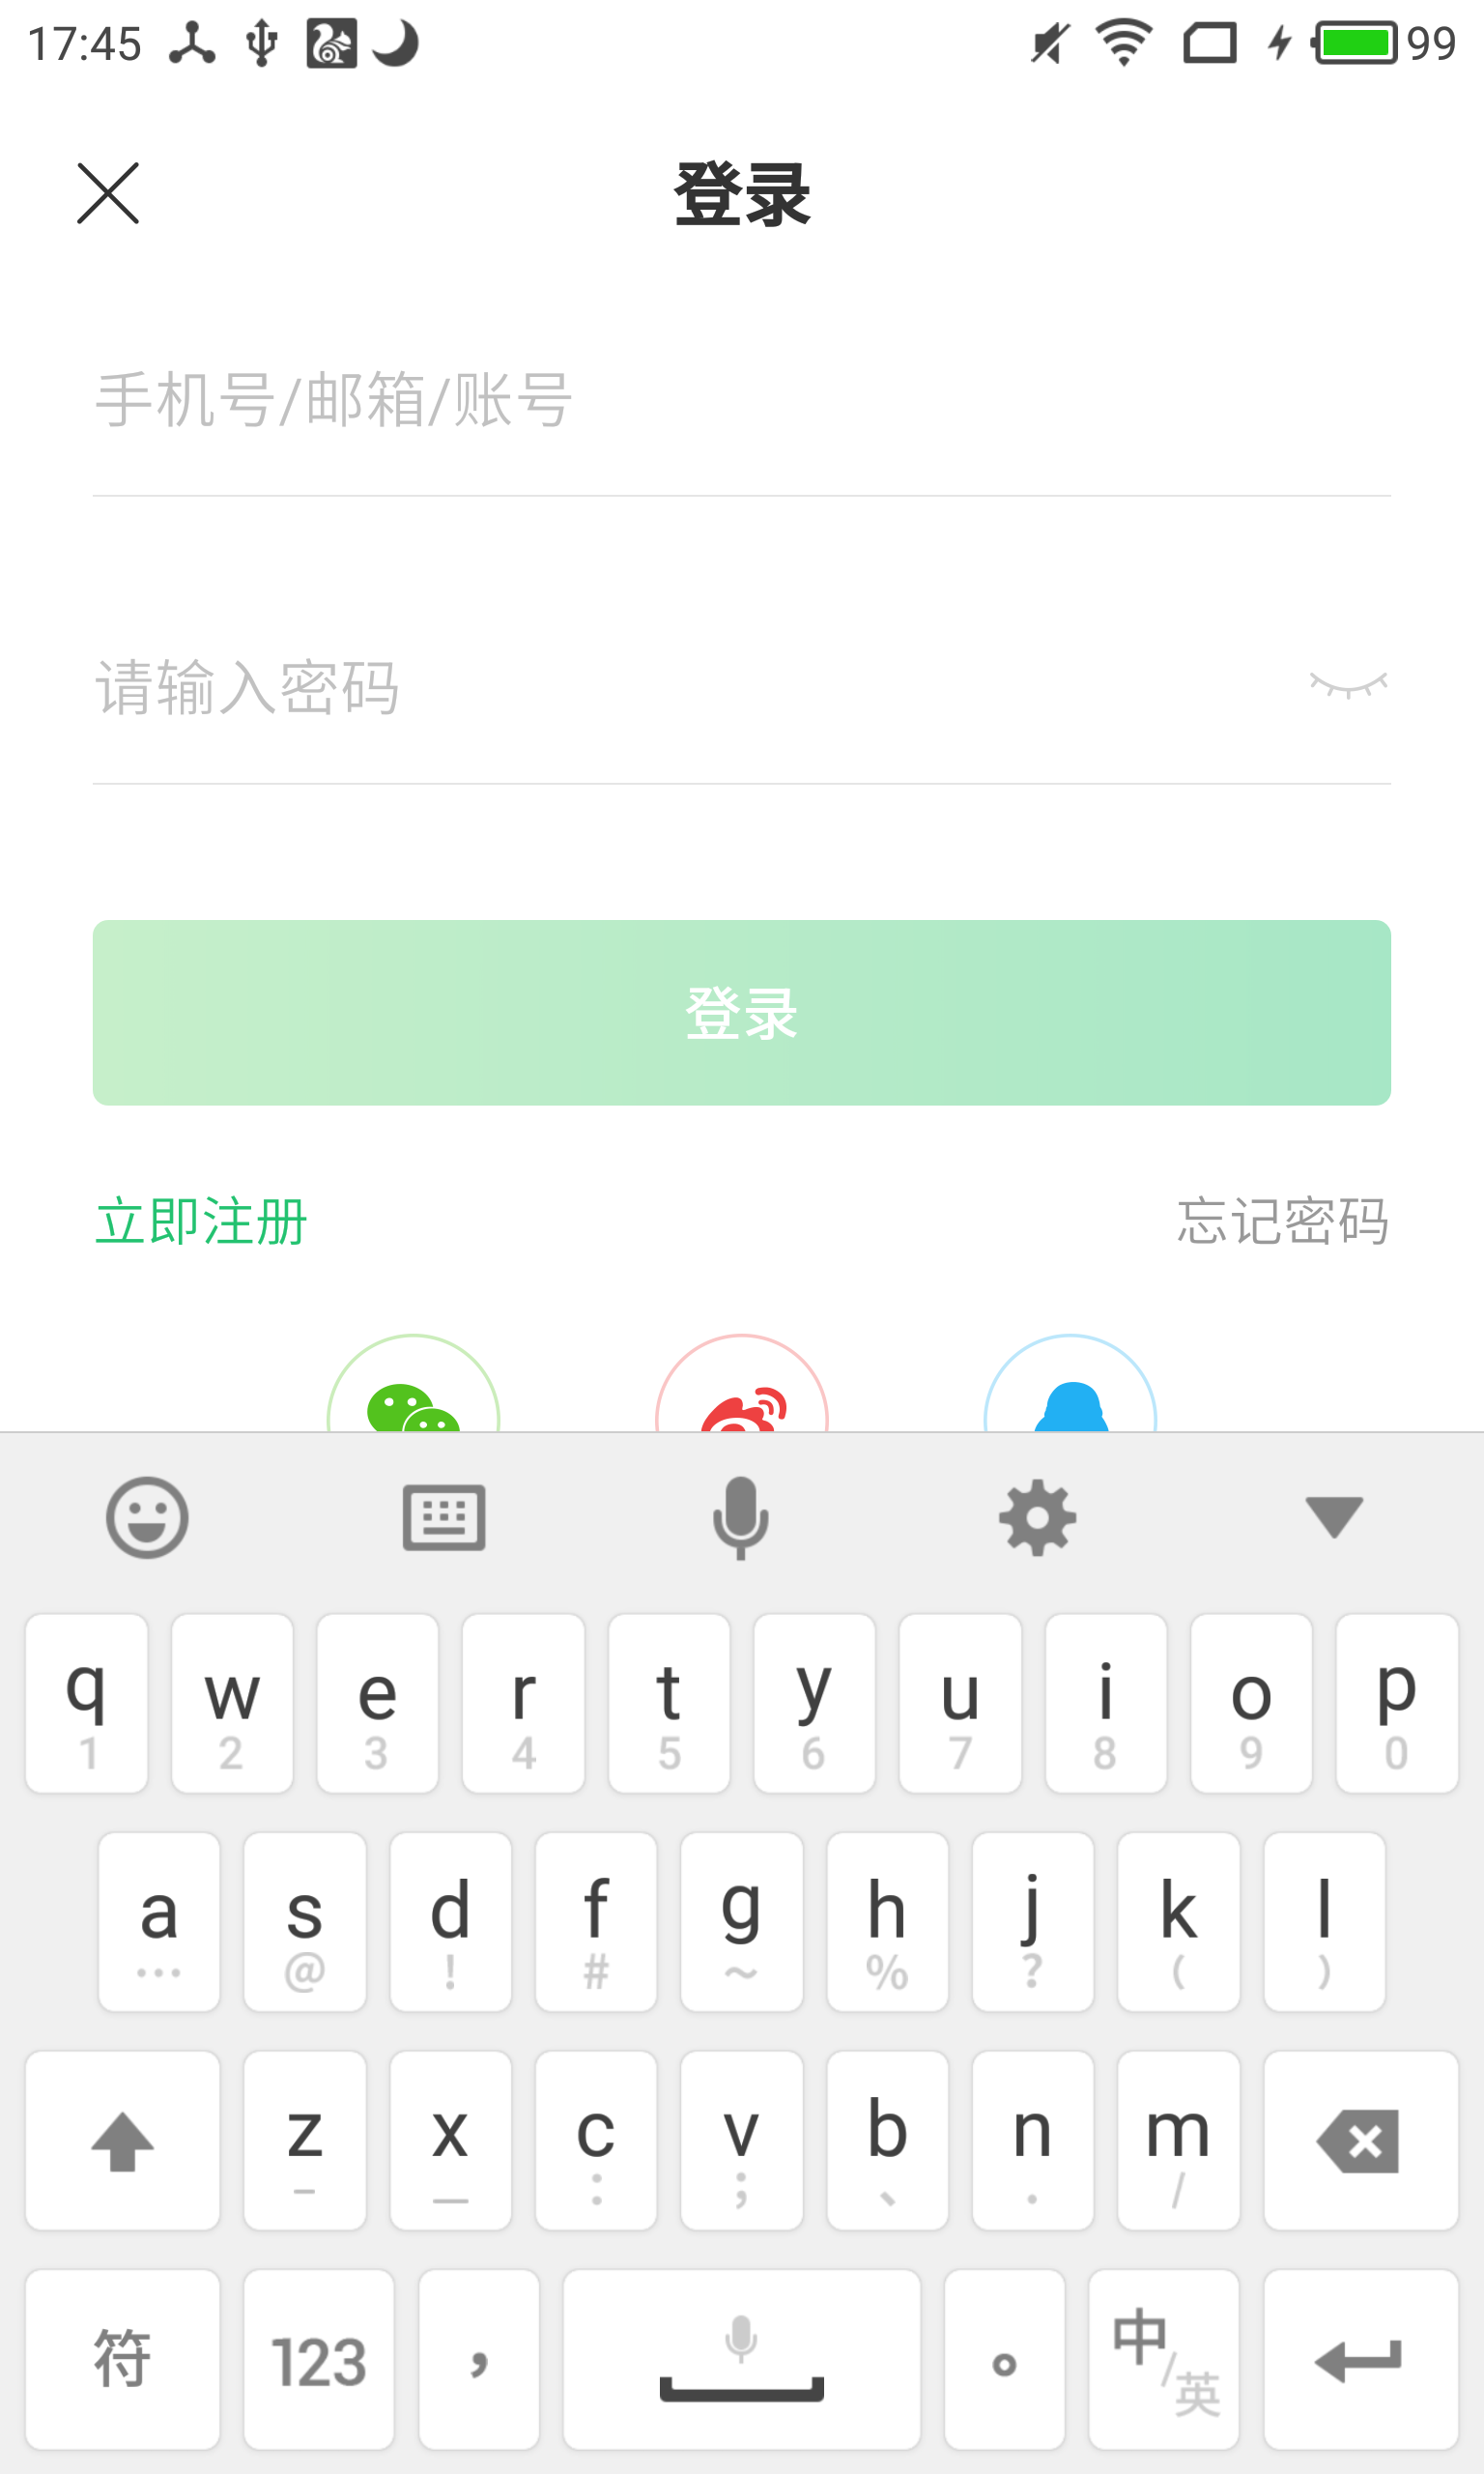 17:45 99
登录
手机号/邮箱/账号
请输入密码
登录
立即注册 忘记密码
q w e r t y u i o p
1 2 3 4 5 6 7 8 9 0
a s d f g h j k l
… @ ! # ~ % ? ( )
z x c v b n m
– — : ; 、 . /
符 123 , 。 中/英